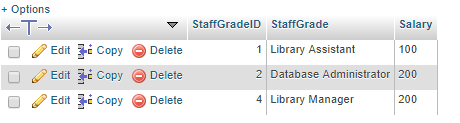 + Options
StaffGradeID StaffGrade Salary
Edit Copy Delete 1 Library Assistant 100
Edit Copy Delete 2 Database Administrator 200
Edit Copy Delete 4 Library Manager 200